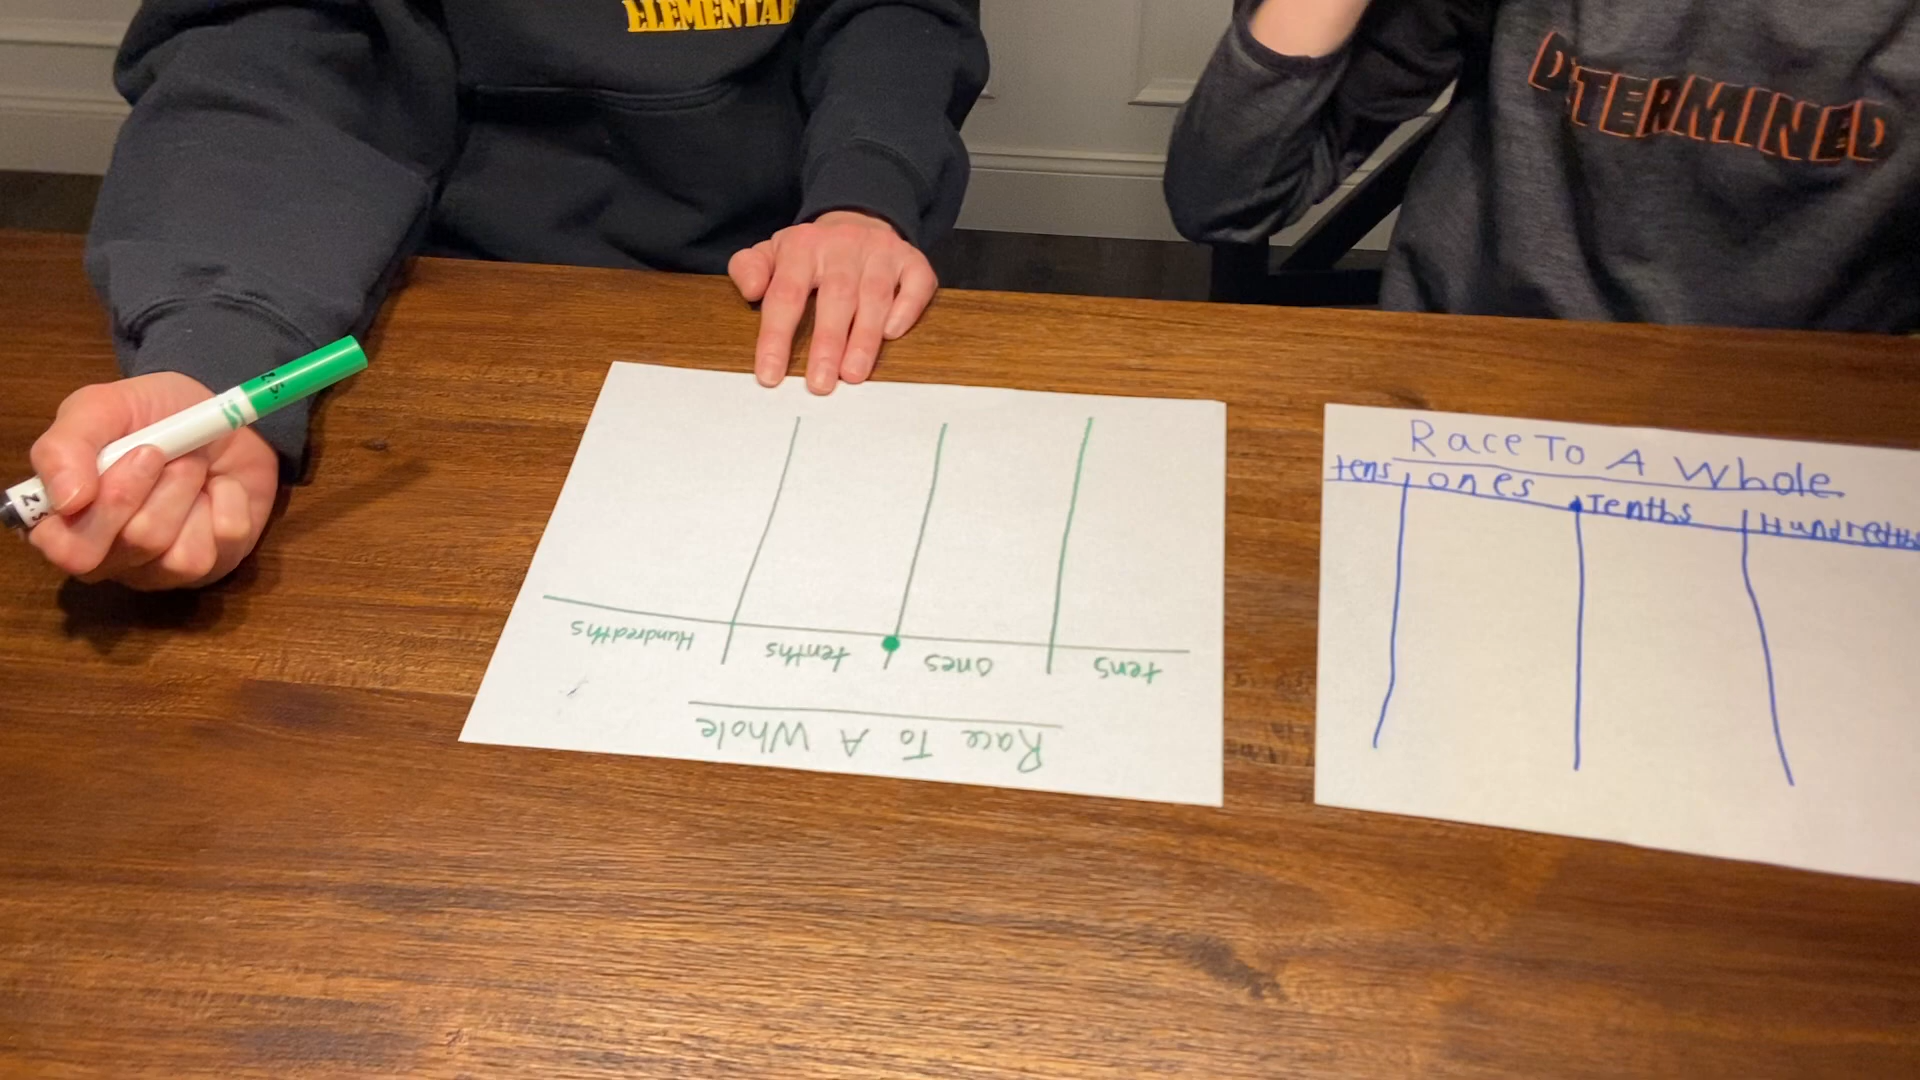 ELEMENTAR
DETERMINED
Z.S.
Z.S
Race To A Whole
tens ones tenths Hundredths
Race To A Whole
tens ones Tenths Hundredths